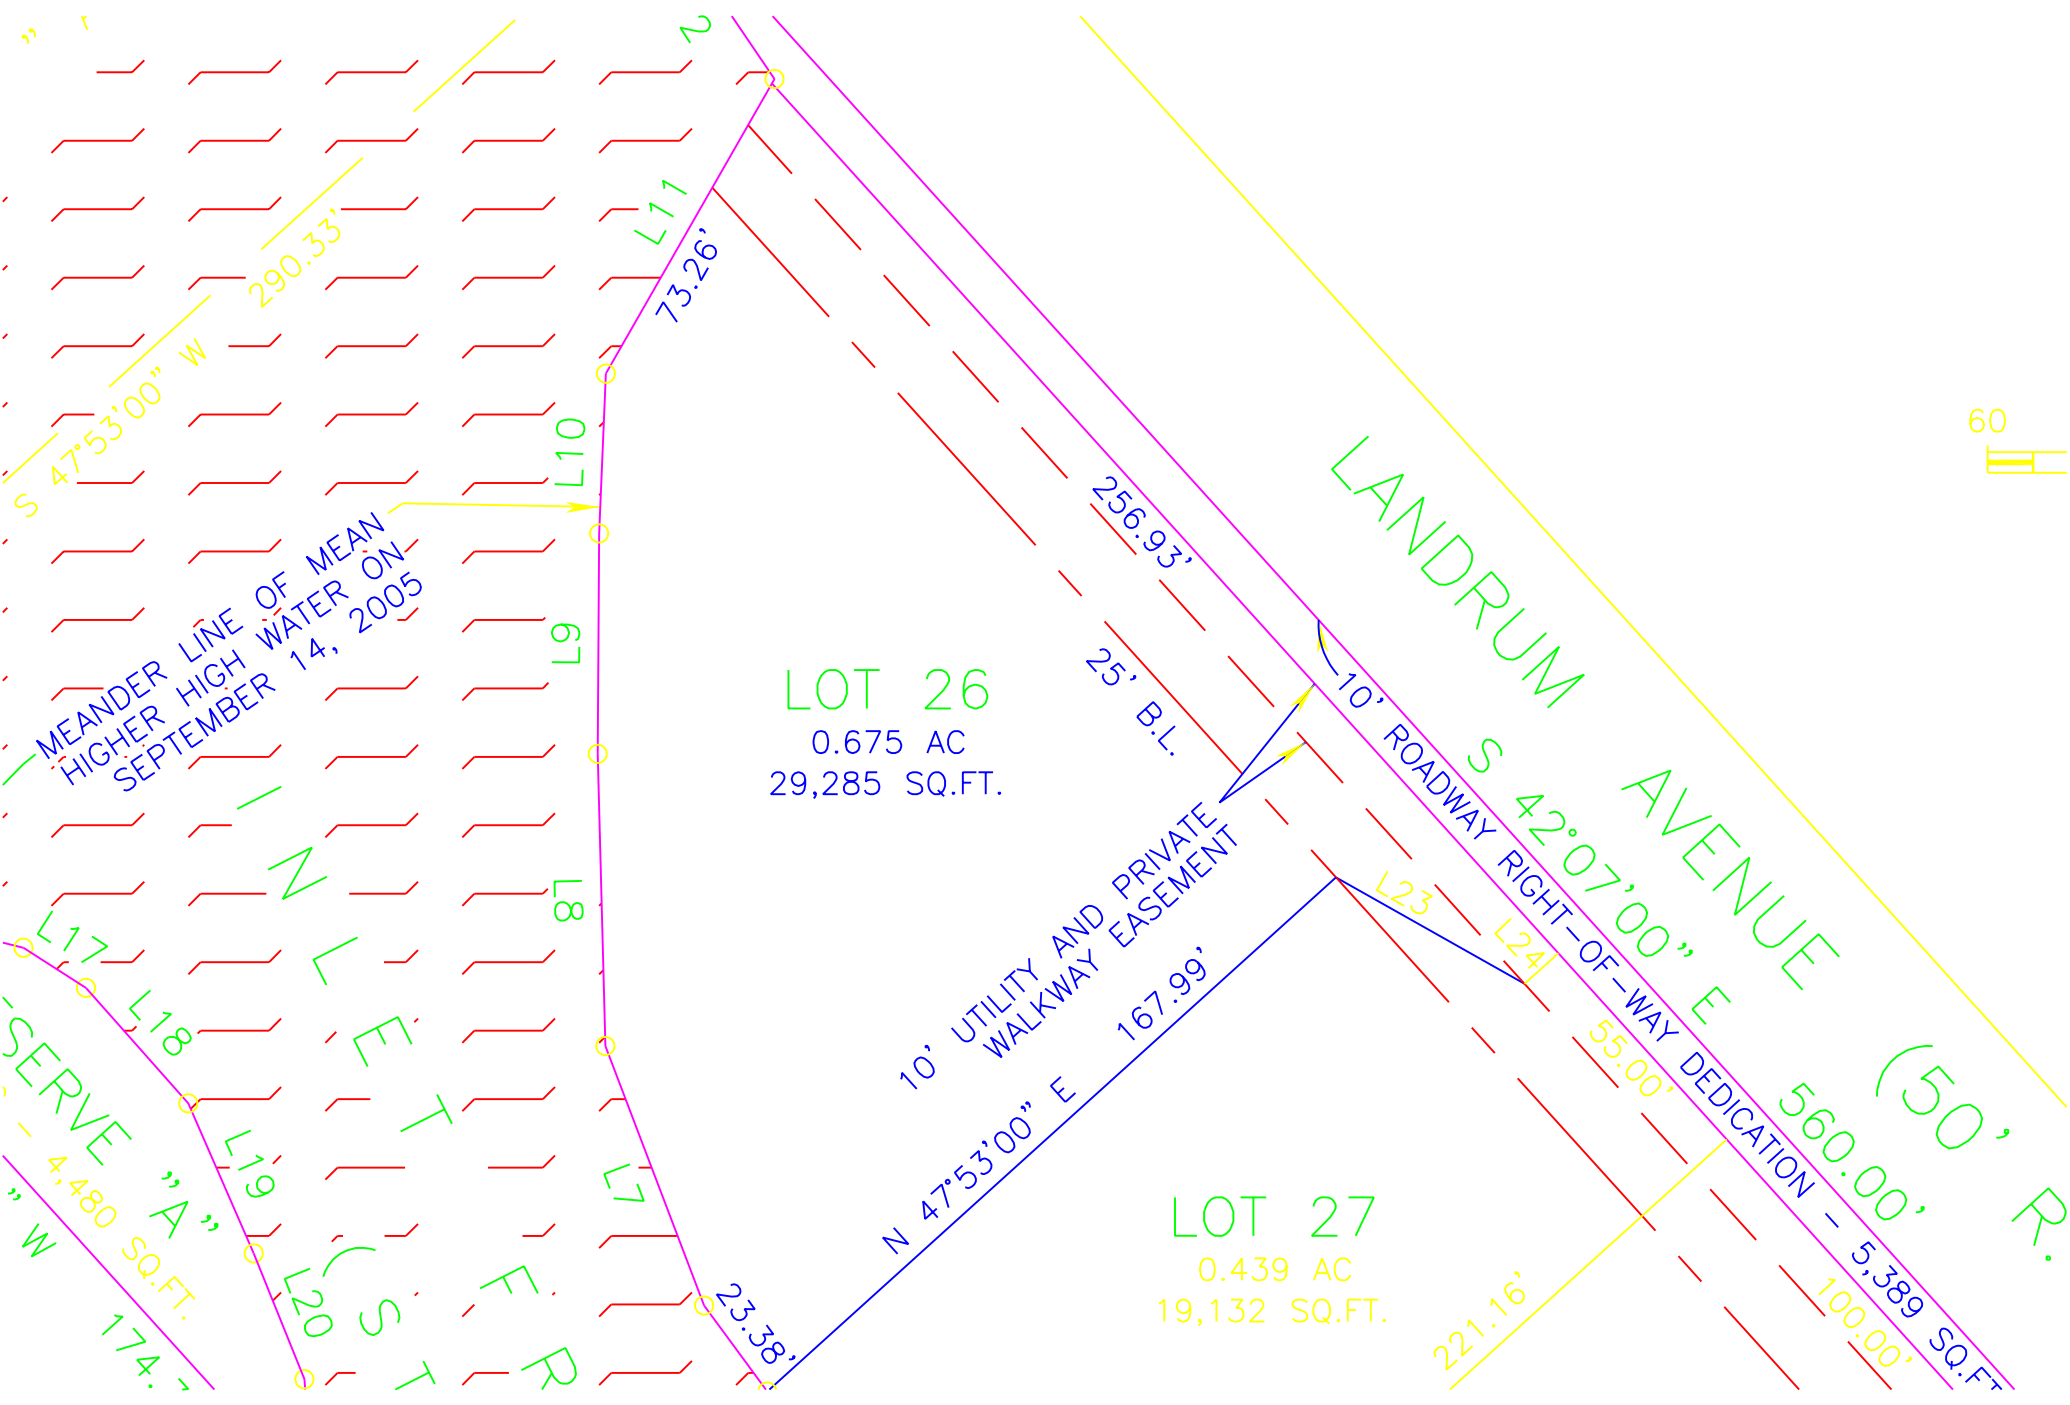 2
L11
290.33'
73.26'
S 47°53'00" W
L10
60
256.93'
MEANDER LINE OF MEAN
HIGHER HIGH WATER ON
SEPTEMBER 14, 2005
LANDRUM AVENUE (50' R.
L9
25' B.L.
LOT 26
0.675 AC
29,285 SQ.FT.
10' ROADWAY RIGHT-OF-WAY DEDICATION - 5,389 SQ.FT
S 42°07'00" E 560.00'
10' UTILITY AND PRIVATE
WALKWAY EASEMENT
L23
L24
L8
INLET
L17
L18
167.99'
N 47°53'00" E
55.00'
SERVE "A"
L19
L7
4,480 SQ.FT.
" W
174.
L20
(ST
FR
23.38'
LOT 27
0.439 AC
19,132 SQ.FT.
221.16'
100.00'